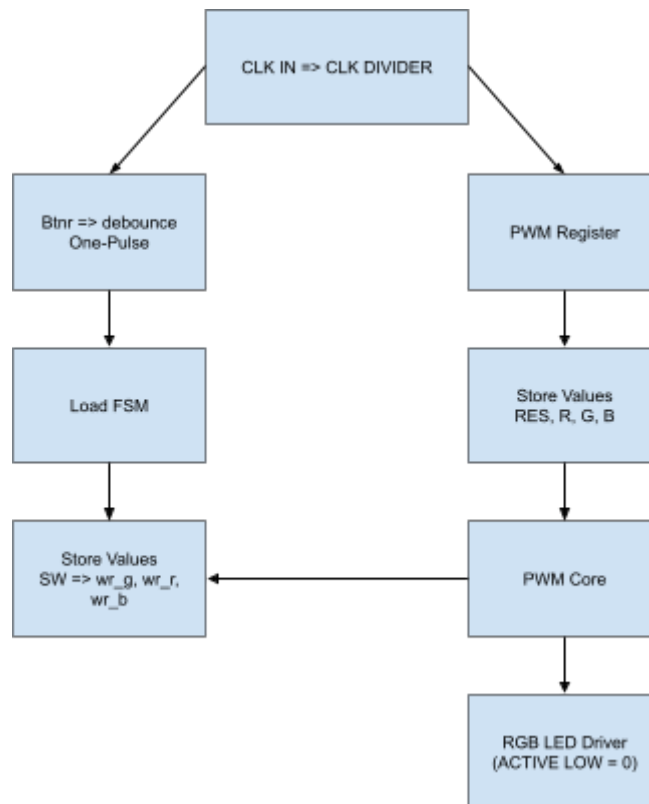 CLK IN => CLK DIVIDER
Btnr => debounce
One-Pulse
PWM Register
Load FSM
Store Values
RES, R, G, B
Store Values
SW => wr_g, wr_r,
wr_b
PWM Core
RGB LED Driver
(ACTIVE LOW = 0)